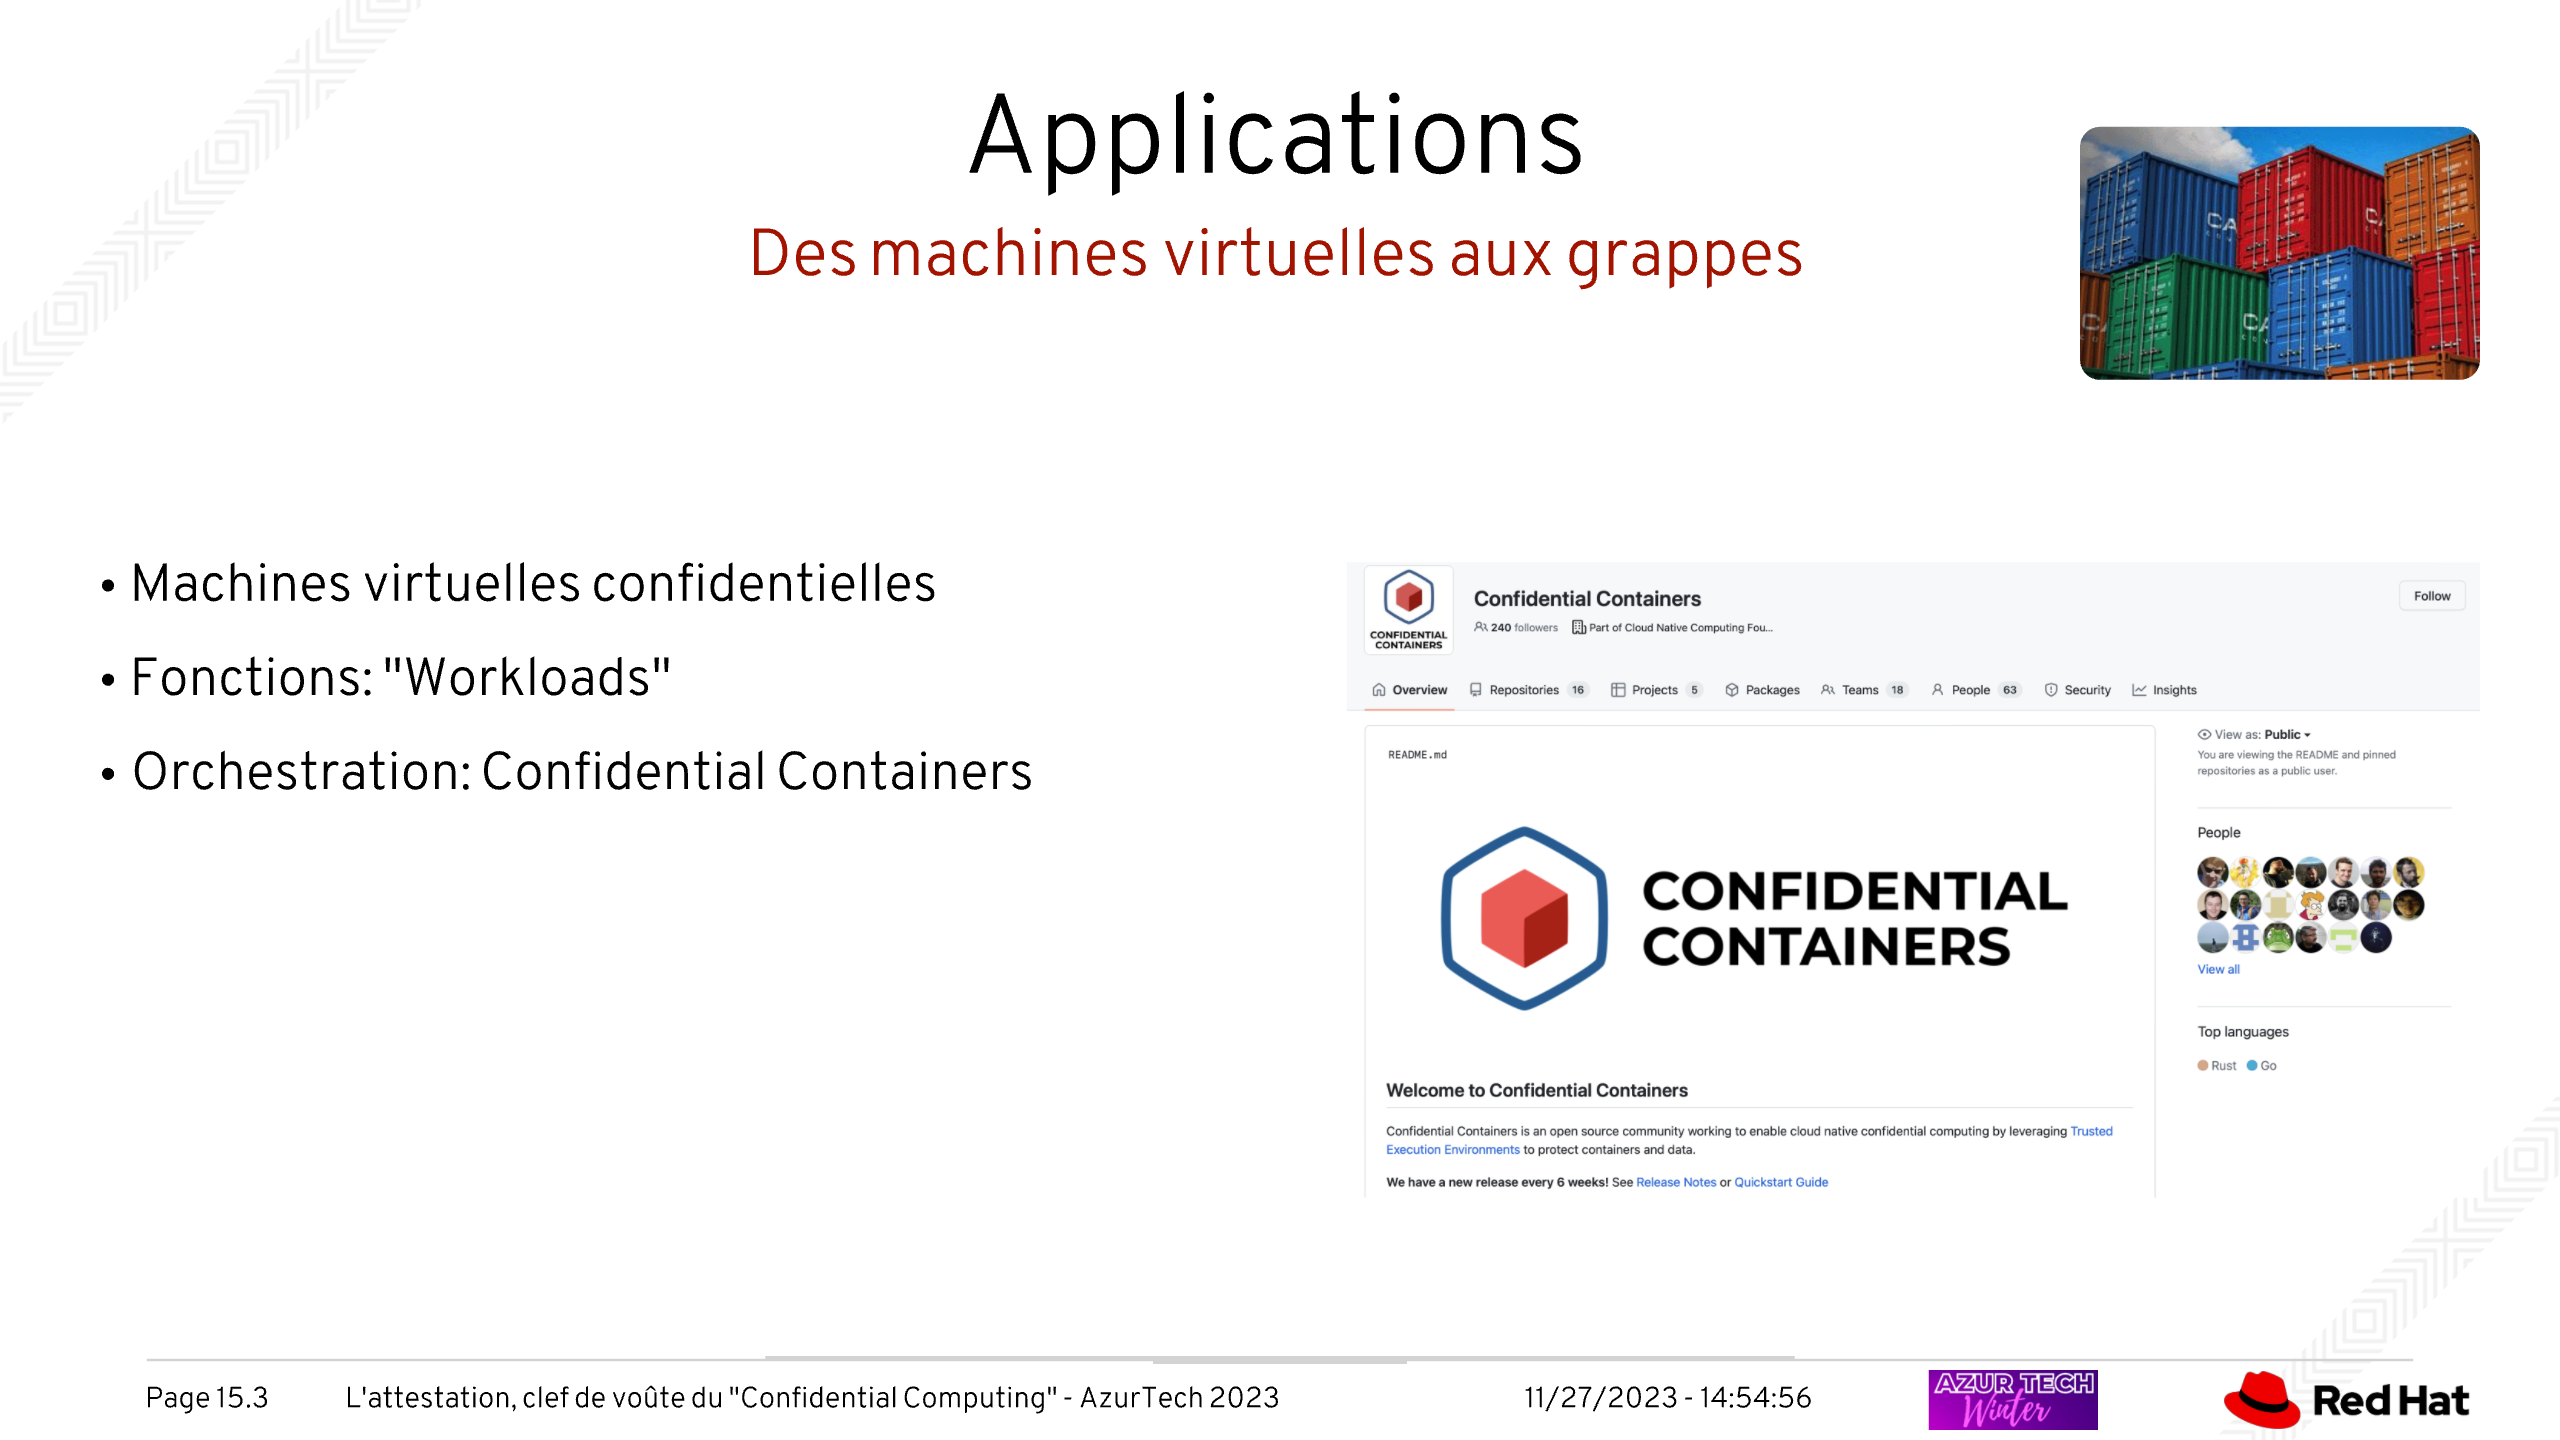 Applications
Des machines virtuelles aux grappes
• Machines virtuelles confidentielles
• Fonctions: "Workloads"
• Orchestration: Confidential Containers
CONFIDENTIAL
CONTAINERS
Confidential Containers
240 followers Part of Cloud Native Computing Fou...
Follow
Overview Repositories 16 Projects 5 Packages Teams 18 People 63 Security Insights
README.md
CONFIDENTIAL
CONTAINERS
Welcome to Confidential Containers
Confidential Containers is an open source community working to enable cloud native confidential computing by leveraging Trusted
Execution Environments to protect containers and data.
We have a new release every 6 weeks! See Release Notes or Quickstart Guide
View as: Public
You are viewing the README and pinned
repositories as a public user.
People
View all
Top languages
Rust Go
Page 15.3 L'attestation, clef de voûte du "Confidential Computing" - AzurTech 2023 11/27/2023 - 14:54:56
AZUR TECH
Winter
Red Hat